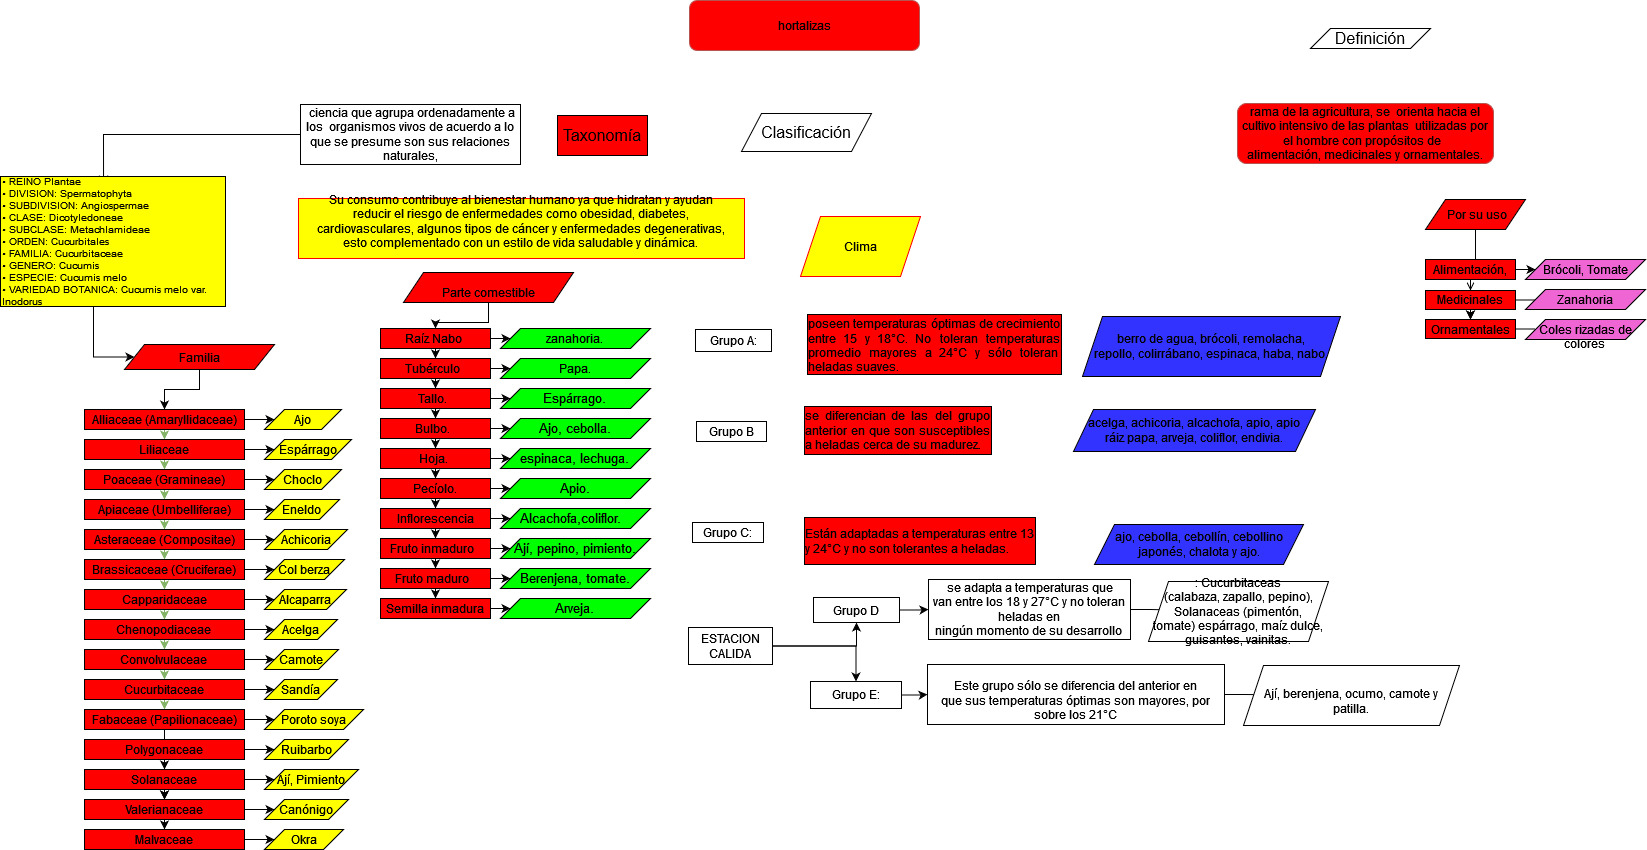 hortalizas
Definición
ciencia que agrupa ordenadamente a
los organismos vivos de acuerdo a lo
que se presume son sus relaciones
naturales,
Taxonomía
Clasificación
rama de la agricultura, se orienta hacia el
cultivo intensivo de las plantas utilizadas por
el hombre con propósitos de
alimentación, medicinales y ornamentales.
• REINO Plantae
• DIVISION: Spermatophyta
• SUBDIVISION: Angiospermae
• CLASE: Dicotyledoneae
• SUBCLASE: Metachlamideae
• ORDEN: Cucurbitales
• FAMILIA: Cucurbitaceae
• GENERO: Cucumis
• ESPECIE: Cucumis melo
• VARIEDAD BOTANICA: Cucumis melo var.
Inodorus
Su consumo contribuye al bienestar humano ya que hidratan y ayudan
reducir el riesgo de enfermedades como obesidad, diabetes,
cardiovasculares, algunos tipos de cáncer y enfermedades degenerativas,
esto complementado con un estilo de vida saludable y dinámica.
Clima
Por su uso
Alimentación,
Brócoli, Tomate
Medicinales
Zanahoria
Ornamentales
Coles rizadas de
colores
Familia
Alliaceae (Amaryllidaceae)
Ajo
Liliaceae
Espárrago
Poaceae (Gramineae)
Choclo
Apiaceae (Umbelliferae)
Eneldo
Asteraceae (Compositae)
Achicoria
Brassicaceae (Cruciferae)
Col berza
Capparidaceae
Alcaparra
Chenopodiaceae
Acelga
Convolvulaceae
Camote
Cucurbitaceae
Sandía
Fabaceae (Papilionaceae)
Poroto soya
Polygonaceae
Ruibarbo
Solanaceae
Ají, Pimiento
Valerianaceae
Canónigo
Malvaceae
Okra
Parte comestible
Raíz Nabo
zanahoria.
Tubérculo
Papa.
Tallo.
Espárrago.
Bulbo.
Ajo, cebolla.
Hoja.
espinaca, lechuga.
Pecíolo.
Apio.
Inflorescencia
Alcachofa,coliflor.
Fruto inmaduro
Ají, pepino, pimiento.
Fruto maduro
Berenjena, tomate.
Semilla inmadura
Arveja.
Grupo A:
poseen temperaturas óptimas de crecimiento
entre 15 y 18°C. No toleran temperaturas
promedio mayores a 24°C y sólo toleran
heladas suaves.
berro de agua, brócoli, remolacha,
repollo, colirrábano, espinaca, haba, nabo
Grupo B
se diferencian de las del grupo
anterior en que son susceptibles
a heladas cerca de su madurez.
acelga, achicoria, alcachofa, apio, apio
ráiz papa, arveja, coliflor, endivia.
Grupo C:
Están adaptadas a temperaturas entre 13
y 24°C y no son tolerantes a heladas.
ajo, cebolla, cebollín, cebollino
japonés, chalota y ajo.
ESTACION
CALIDA
Grupo D
se adapta a temperaturas que
van entre los 18 y 27°C y no toleran
heladas en
ningún momento de su desarrollo
: Cucurbitaceas
(calabaza, zapallo, pepino),
Solanaceas (pimentón,
tomate) espárrago, maíz dulce,
guisantes, vainitas.
Grupo E:
Este grupo sólo se diferencia del anterior en
que sus temperaturas óptimas son mayores, por
sobre los 21°C
Ají, berenjena, ocumo, camote y
patilla.